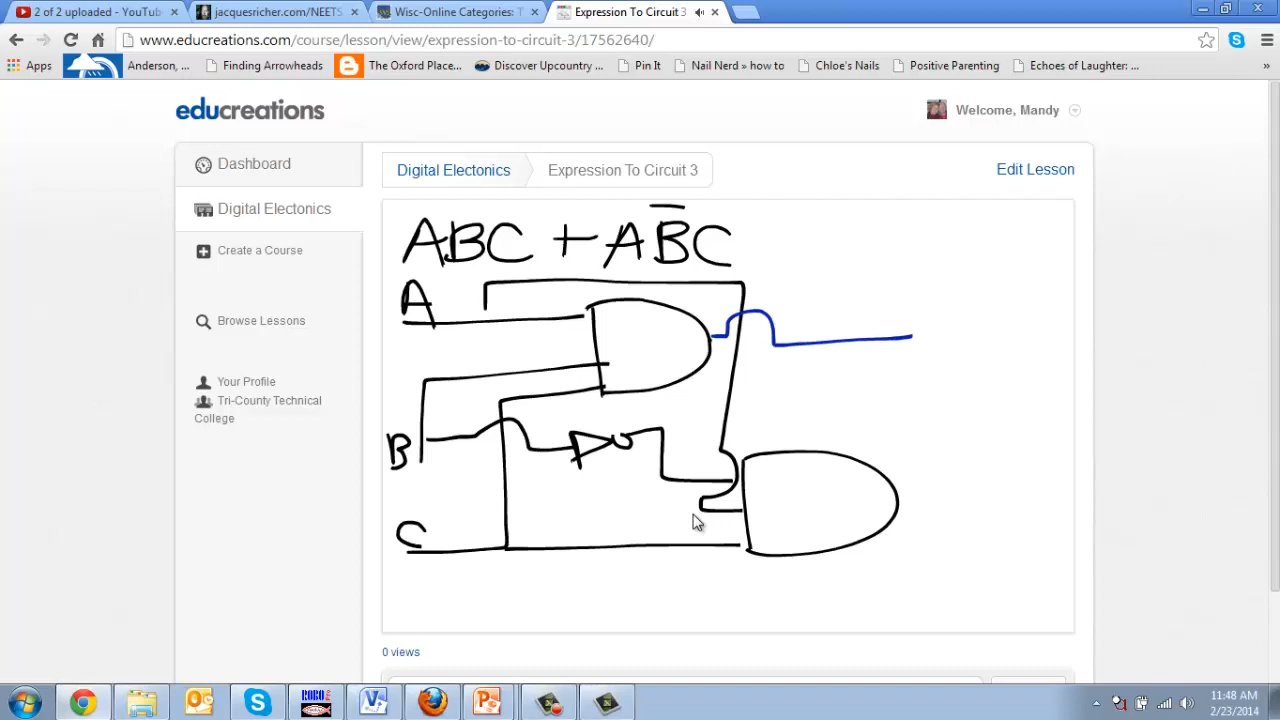 2 of 2 uploaded - YouTu
jacquesricher.com/NEETS
Wisc-Online Categories: T
Expression To Circuit 3
www.educreations.com/course/lesson/view/expression-to-circuit-3/17562640/
Apps
Anderson, ...
Finding Arrowheads
The Oxford Place...
Discover Upcountry ...
Pin It
Nail Nerd » how to
Chloe's Nails
Positive Parenting
Echoes of Laughter: ...
»
educreations
Welcome, Mandy
Dashboard
Digital Electonics
Expression To Circuit 3
Edit Lesson
Digital Electonics
Create a Course
Browse Lessons
Your Profile
Tri-County Technical
College
ABC + AB̅C
A
B
C
0 views
ROBO
11:48 AM
2/23/2014